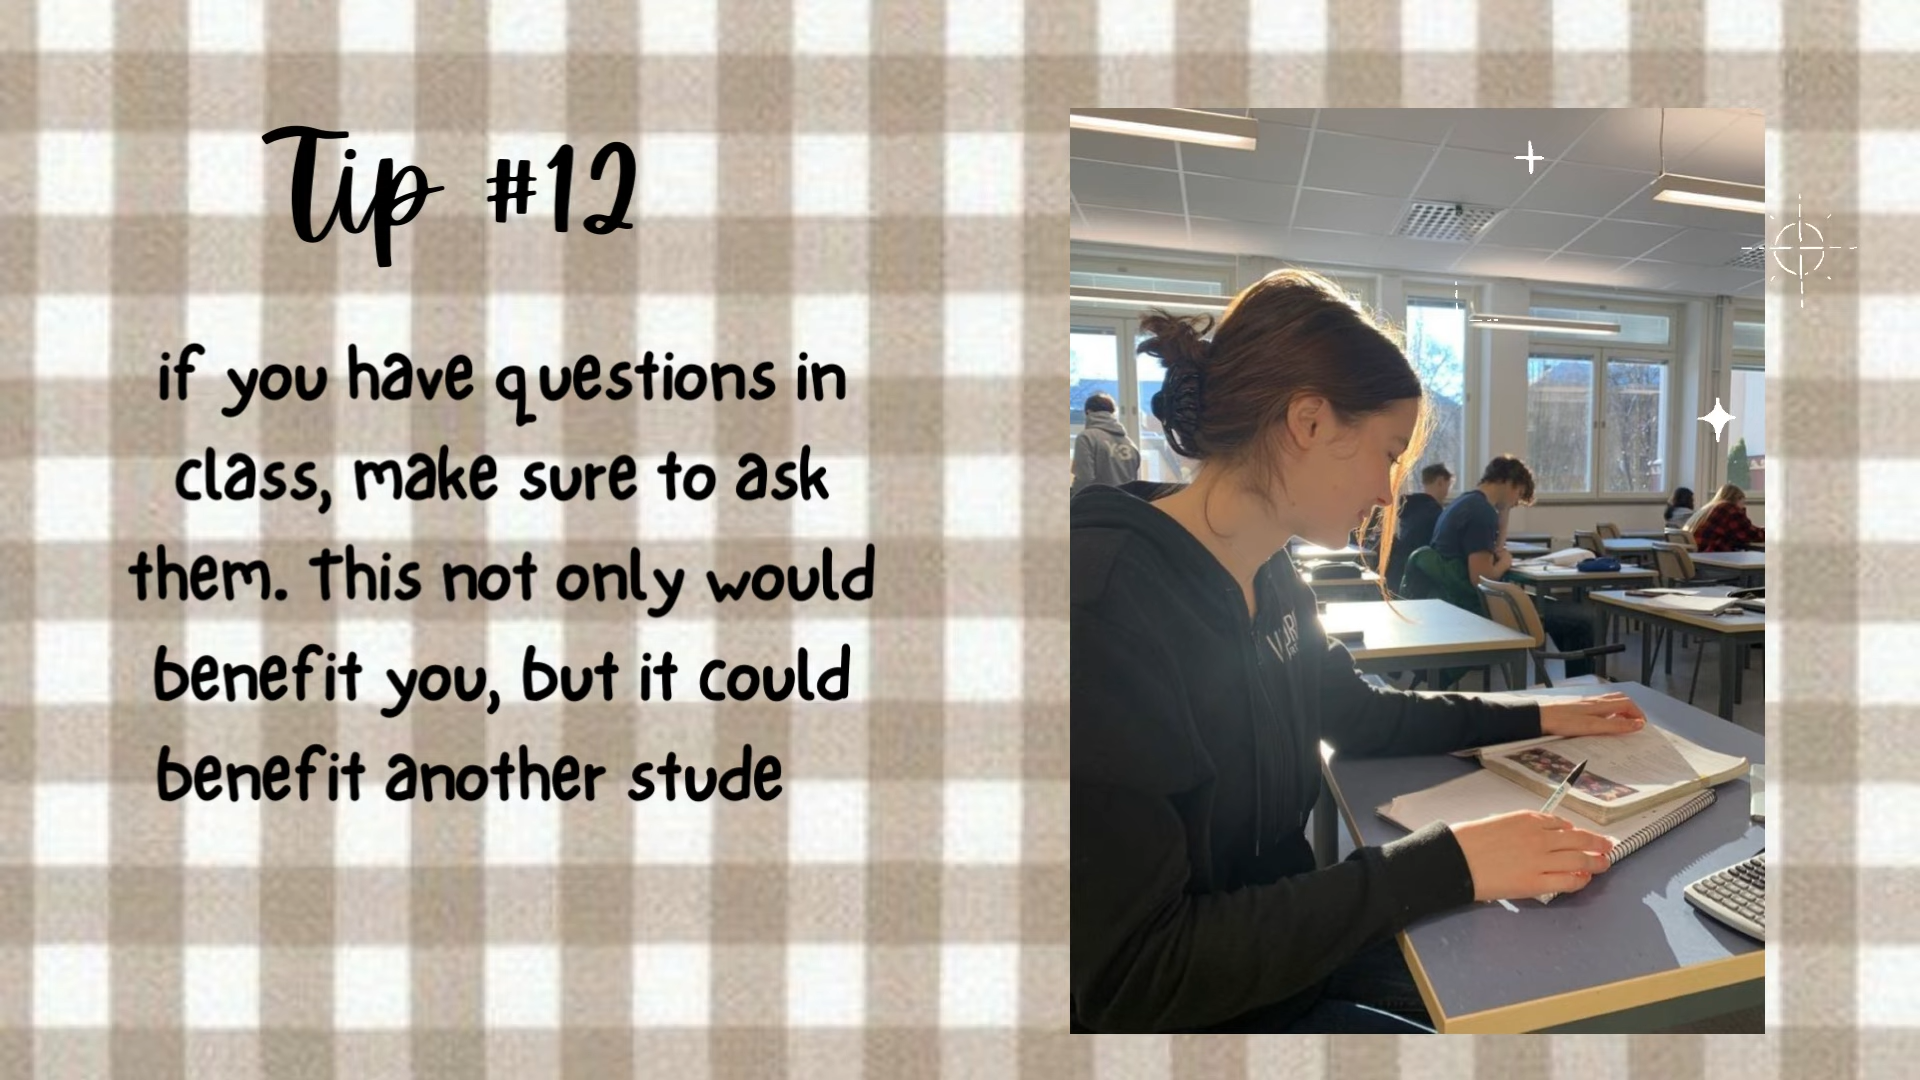 Tip #12
if you have questions in
class, make sure to ask
them. This not only would
benefit you, but it could
benefit another stude